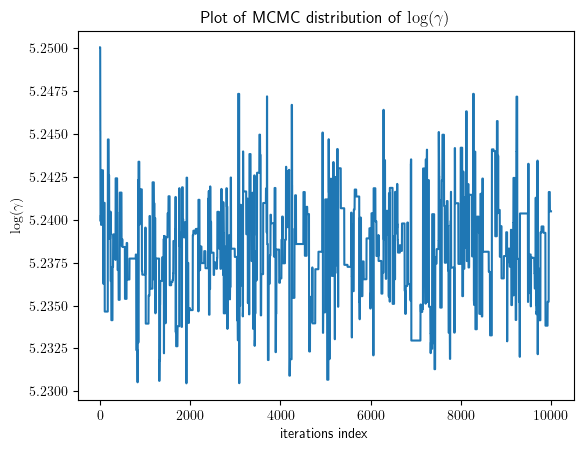 Plot of MCMC distribution of log(γ)
5.2500
5.2475
5.2450
5.2425
5.2400
5.2375
5.2350
5.2325
5.2300
log(γ)
0 2000 4000 6000 8000 10000
iterations index